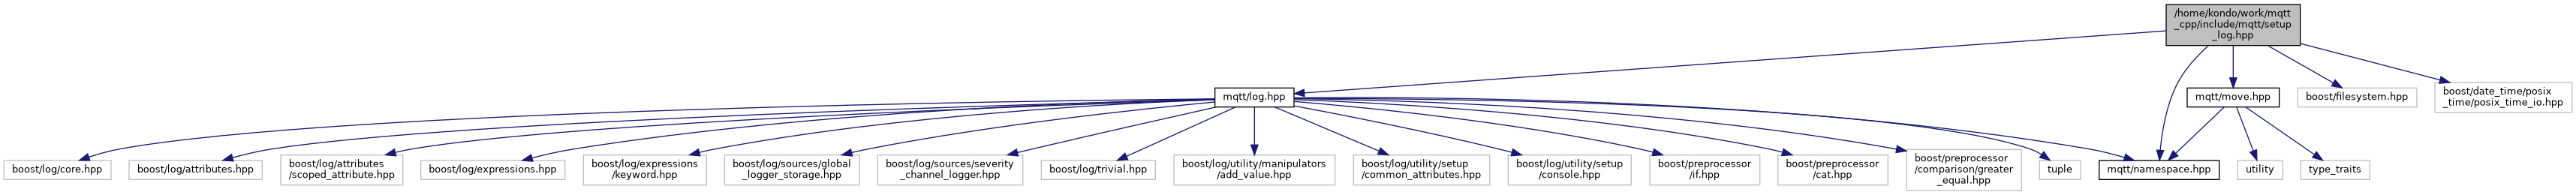 /home/kondo/work/mqtt
_cpp/include/mqtt/setup
_log.hpp
mqtt/log.hpp
mqtt/move.hpp
boost/filesystem.hpp
boost/date_time/posix
_time/posix_time_io.hpp
boost/log/core.hpp
boost/log/attributes.hpp
boost/log/attributes
/scoped_attribute.hpp
boost/log/expressions.hpp
boost/log/expressions
/keyword.hpp
boost/log/sources/global
_logger_storage.hpp
boost/log/sources/severity
_channel_logger.hpp
boost/log/trivial.hpp
boost/log/utility/manipulators
/add_value.hpp
boost/log/utility/setup
/common_attributes.hpp
boost/log/utility/setup
/console.hpp
boost/preprocessor
/if.hpp
boost/preprocessor
/cat.hpp
boost/preprocessor
/comparison/greater
_equal.hpp
tuple
mqtt/namespace.hpp
utility
type_traits